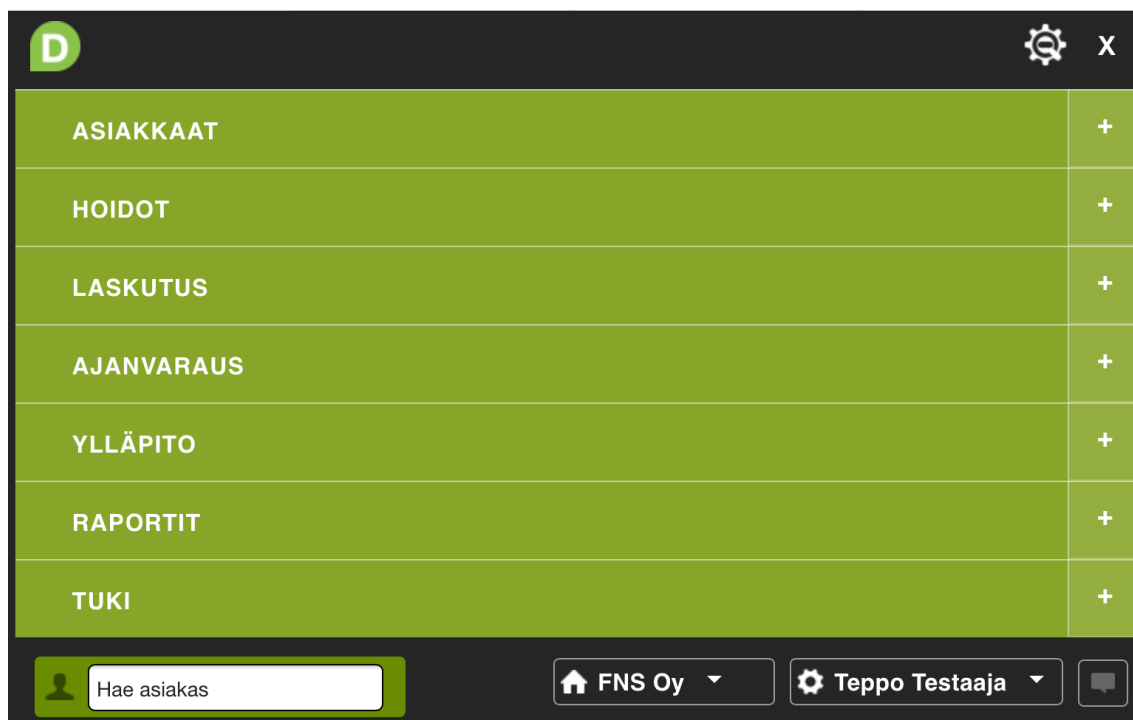 D
X
ASIAKKAAT +
HOIDOT +
LASKUTUS +
AJANVARAUS +
YLLÄPITO +
RAPORTIT +
TUKI +
Hae asiakas FNS Oy Teppo Testaaja